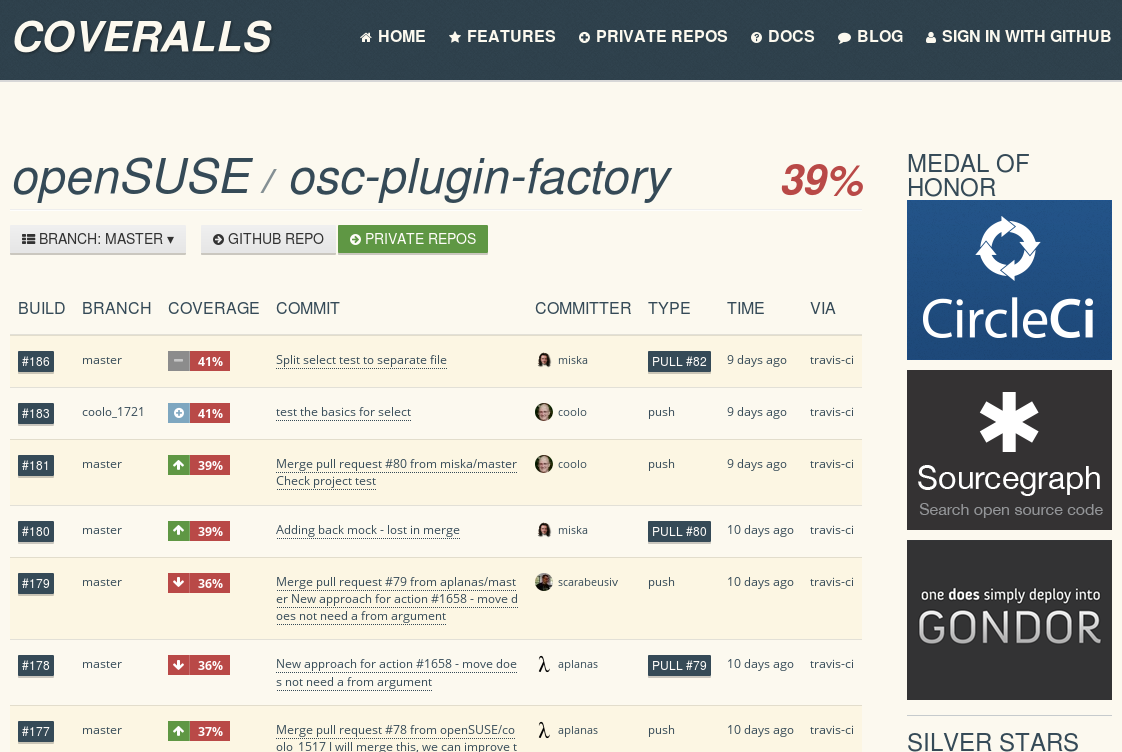 COVERALLS
HOME FEATURES PRIVATE REPOS DOCS BLOG SIGN IN WITH GITHUB
openSUSE / osc-plugin-factory 39%
BRANCH: MASTER ▾ GITHUB REPO PRIVATE REPOS
BUILD BRANCH COVERAGE COMMIT COMMITTER TYPE TIME VIA
#186 master 41% Split select test to separate file miska PULL #82 9 days ago travis-ci
#183 coolo_1721 41% test the basics for select coolo push 9 days ago travis-ci
#181 master 39% Merge pull request #80 from miska/master coolo push 9 days ago travis-ci
Check project test
#180 master 39% Adding back mock - lost in merge miska PULL #80 10 days ago travis-ci
#179 master 36% Merge pull request #79 from aplanas/mast scarabeusiv push 10 days ago travis-ci
er New approach for action #1658 - move d
oes not need a from argument
#178 master 36% New approach for action #1658 - move doe λ aplanas PULL #79 10 days ago travis-ci
s not need a from argument
#177 master 37% Merge pull request #78 from openSUSE/co λ aplanas push 10 days ago travis-ci
olo_1517 I will merge this, we can improve t
MEDAL OF
HONOR
CircleCi
Sourcegraph
Search open source code
one does simply deploy into
GONDOR
SILVER STARS